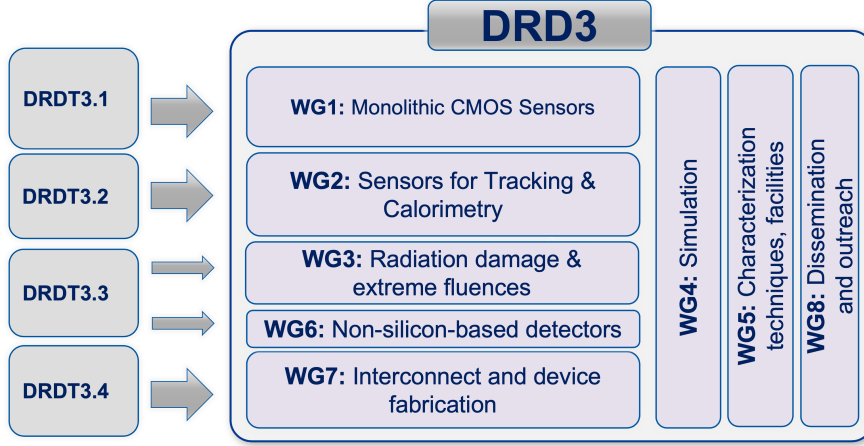 DRD3
DRDT3.1
DRDT3.2
DRDT3.3
DRDT3.4
WG1: Monolithic CMOS Sensors
WG2: Sensors for Tracking &
Calorimetry
WG3: Radiation damage &
extreme fluences
WG6: Non-silicon-based detectors
WG7: Interconnect and device
fabrication
WG4: Simulation
WG5: Characterization
techniques, facilities
WG8: Dissemination
and outreach